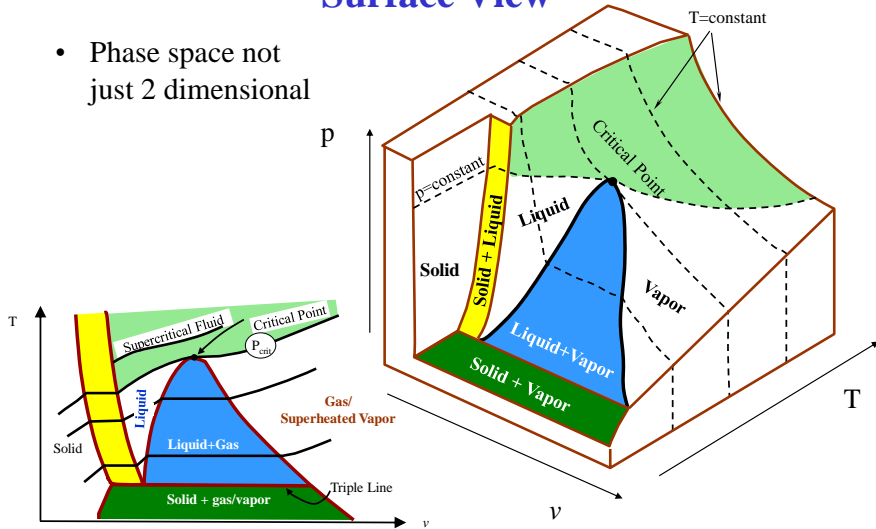 Surface View
• Phase space not
just 2 dimensional
T=constant
p
p=constant
Critical Point
Liquid
Solid + Liquid
Solid
Vapor
Liquid+Vapor
Solid + Vapor
T
v
T
Supercritical Fluid
Critical Point
Pcrit
Liquid
Gas/
Superheated Vapor
Solid
Liquid+Gas
Triple Line
Solid + gas/vapor
v